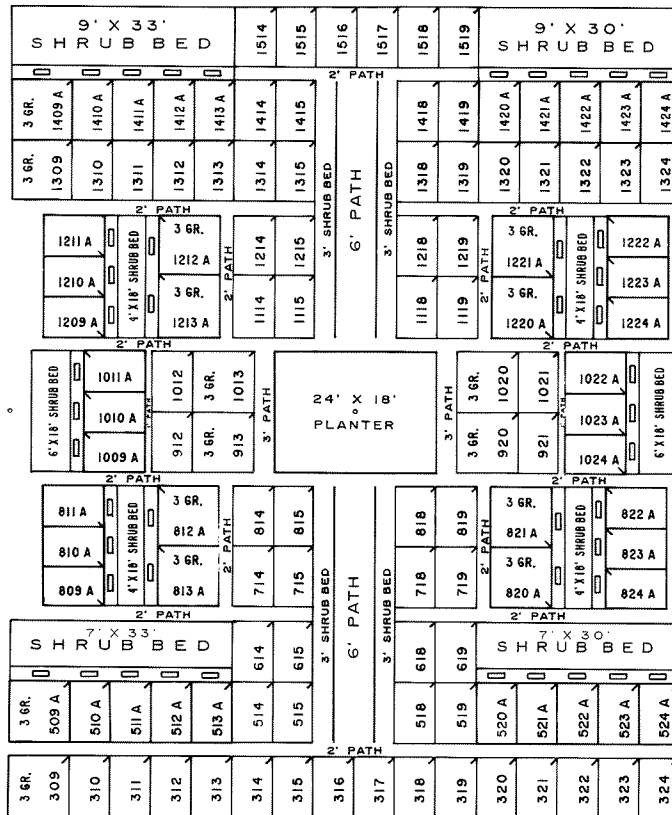 9' X 33'
SHRUB BED
1514 1515 1516 1517 1518 1519
9' X 30'
SHRUB BED
2' PATH
3 GR. 1409 A 1410 A 1411 A 1412 A 1413 A 1414 1415 1418 1419 1420 A 1421 A 1422 A 1423 A 1424 A
3 GR. 1309 1310 1311 1312 1313 1314 1315 1318 1319 1320 1321 1322 1323 1324
3' SHRUB BED
6' PATH
3' SHRUB BED
2' PATH
2' PATH
1211 A
1210 A
1209 A
4' X 18' SHRUB BED
3 GR.
1212 A
3 GR.
1213 A
2' PATH
1214 1215
1114 1115
1218 1219
1118 1119
2' PATH
3 GR.
1221 A
3 GR.
1220 A
4' X 18' SHRUB BED
1222 A
1223 A
1224 A
2' PATH
2' PATH
6' X 18' SHRUB BED
1011 A
1010 A
1009 A
1012 3 GR. 1013
912 3 GR. 913
3' PATH
24' X 18'
PLANTER
3' PATH
3 GR. 1020 1021
3 GR. 920 921
1022 A
1023 A
1024 A
6' X 18' SHRUB BED
2' PATH
2' PATH
811 A
810 A
809 A
4' X 18' SHRUB BED
3 GR.
812 A
3 GR.
813 A
2' PATH
814 815
714 715
3' SHRUB BED
6' PATH
3' SHRUB BED
818 819
718 719
2' PATH
3 GR.
821 A
3 GR.
820 A
4' X 18' SHRUB BED
822 A
823 A
824 A
2' PATH
2' PATH
7' X 33'
SHRUB BED
614 615
618 619
7' X 30'
SHRUB BED
3 GR. 509 A 510 A 511 A 512 A 513 A 514 515 518 519 520 A 521 A 522 A 523 A 524 A
2' PATH
3 GR. 309 310 311 312 313 314 315 316 317 318 319 320 321 322 323 324